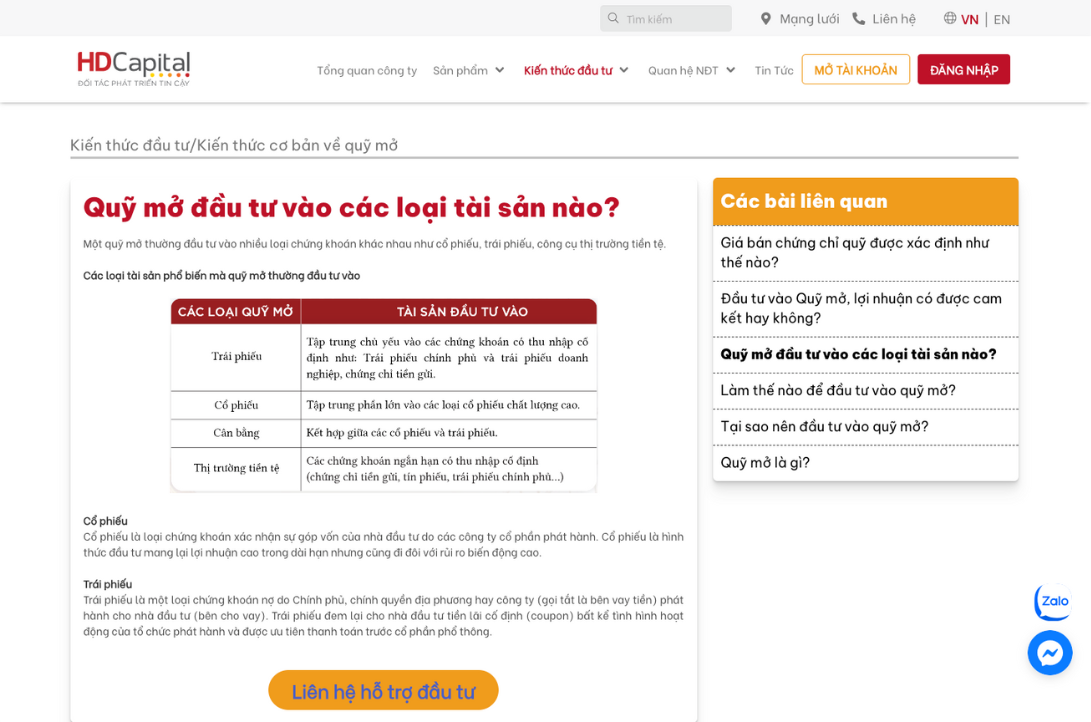 Tìm kiếm
Mạng lưới
Liên hệ
VN | EN
HDCapital
ĐỐI TÁC PHÁT TRIỂN TIN CẬY
Tổng quan công ty
Sản phẩm
Kiến thức đầu tư
Quan hệ NĐT
Tin Tức
MỞ TÀI KHOẢN
ĐĂNG NHẬP
Kiến thức đầu tư/Kiến thức cơ bản về quỹ mở
Quỹ mở đầu tư vào các loại tài sản nào?
Một quỹ mở thường đầu tư vào nhiều loại chứng khoán khác nhau như cổ phiếu, trái phiếu, công cụ thị trường tiền tệ.
Các loại tài sản phổ biến mà quỹ mở thường đầu tư vào
CÁC LOẠI QUỸ MỞ
TÀI SẢN ĐẦU TƯ VÀO
Trái phiếu
Tập trung chủ yếu vào các chứng khoán có thu nhập cố
định như: Trái phiếu chính phủ và trái phiếu doanh
nghiệp, chứng chỉ tiền gửi.
Cổ phiếu
Tập trung phần lớn vào các loại cổ phiếu chất lượng cao.
Cân bằng
Kết hợp giữa các cổ phiếu và trái phiếu.
Thị trường tiền tệ
Các chứng khoán ngắn hạn có thu nhập cố định
(chứng chỉ tiền gửi, tín phiếu, trái phiếu chính phủ...)
Cổ phiếu
Cổ phiếu là loại chứng khoán xác nhận sự góp vốn của nhà đầu tư do các công ty cổ phần phát hành. Cổ phiếu là hình
thức đầu tư mang lại lợi nhuận cao trong dài hạn nhưng cũng đi đôi với rủi ro biến động cao.
Trái phiếu
Trái phiếu là một loại chứng khoán nợ do Chính phủ, chính quyền địa phương hay công ty (gọi tắt là bên vay tiền) phát
hành cho nhà đầu tư (bên cho vay). Trái phiếu đem lại cho nhà đầu tư tiền lãi cố định (coupon) bất kể tình hình hoạt
động của tổ chức phát hành và được ưu tiên thanh toán trước cổ phần phổ thông.
Liên hệ hỗ trợ đầu tư
Các bài liên quan
Giá bán chứng chỉ quỹ được xác định như
thế nào?
Đầu tư vào Quỹ mở, lợi nhuận có được cam
kết hay không?
Quỹ mở đầu tư vào các loại tài sản nào?
Làm thế nào để đầu tư vào quỹ mở?
Tại sao nên đầu tư vào quỹ mở?
Quỹ mở là gì?
Zalo